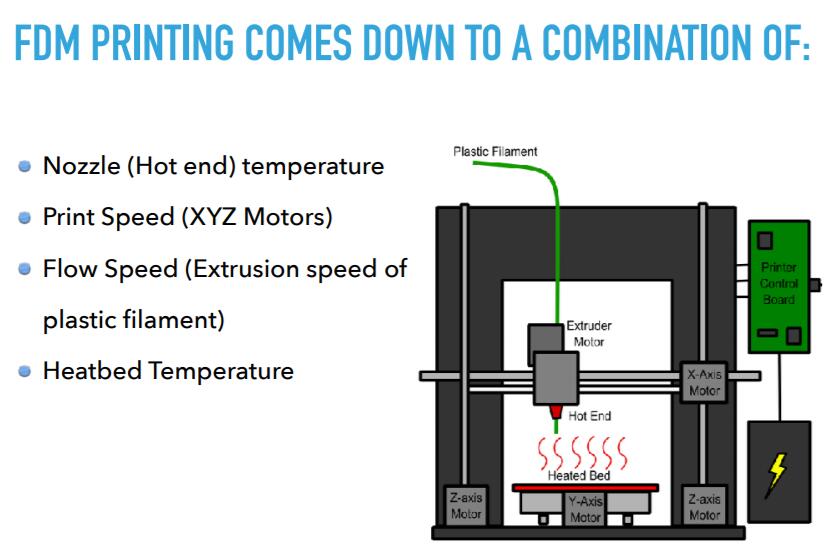 FDM PRINTING COMES DOWN TO A COMBINATION OF:
Nozzle (Hot end) temperature
Print Speed (XYZ Motors)
Flow Speed (Extrusion speed of
plastic filament)
Heatbed Temperature
Plastic Filament
Printer
Control
Board
Extruder
Motor
X-Axis
Motor
Hot End
Heated Bed
Z-axis
Motor
Y-Axis
Motor
Z-axis
Motor